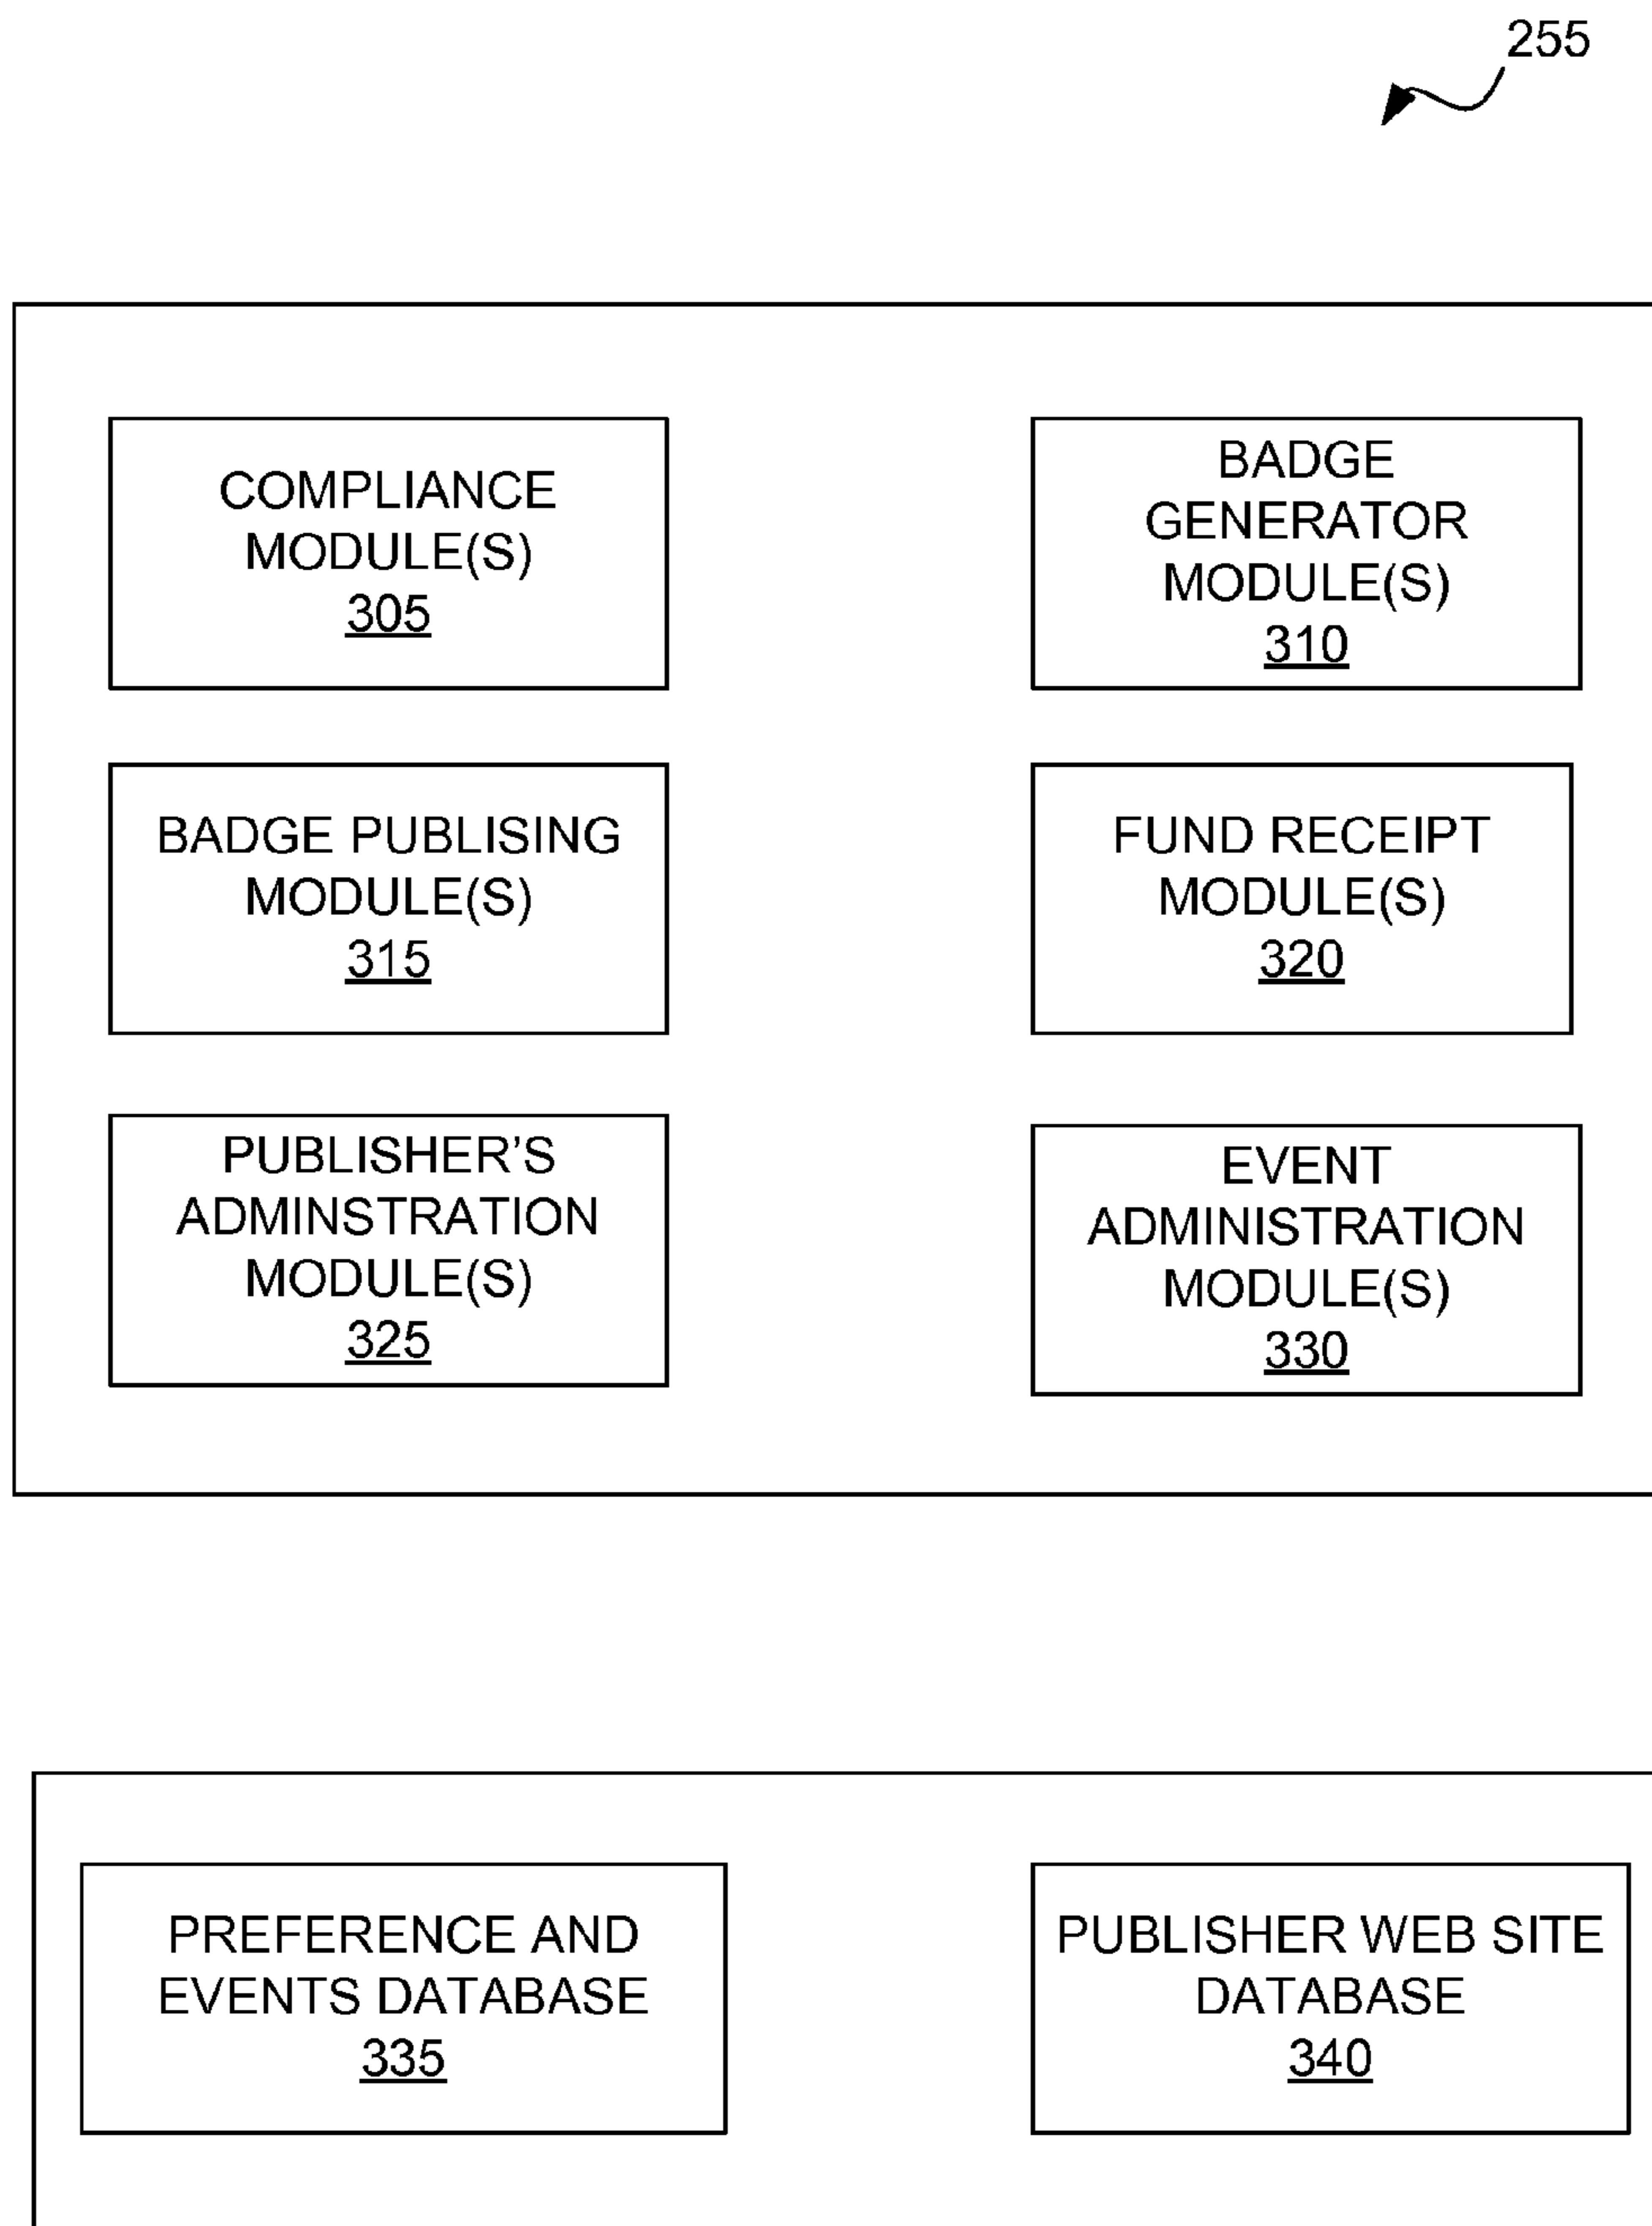 255
COMPLIANCE
MODULE(S)
305
BADGE
GENERATOR
MODULE(S)
310
BADGE PUBLISING
MODULE(S)
315
FUND RECEIPT
MODULE(S)
320
PUBLISHER'S
ADMINSTRATION
MODULE(S)
325
EVENT
ADMINISTRATION
MODULE(S)
330
PREFERENCE AND
EVENTS DATABASE
335
PUBLISHER WEB SITE
DATABASE
340